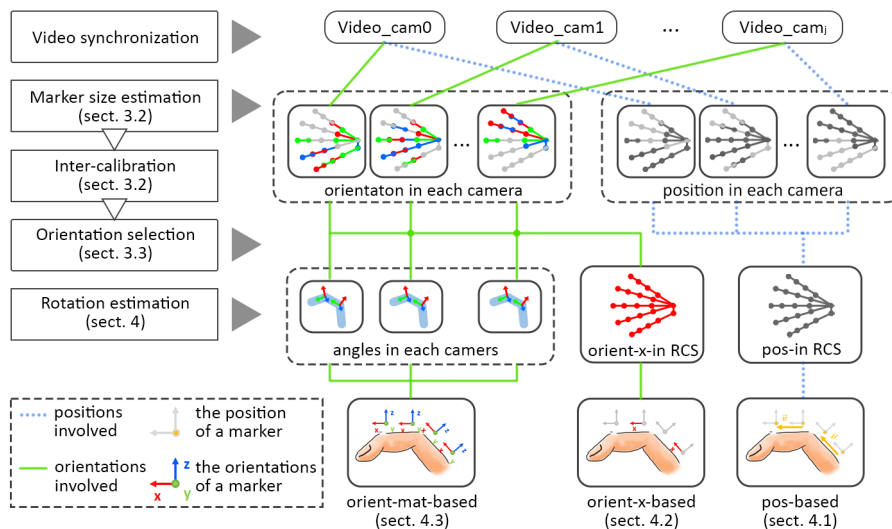 Video synchronization
Video_cam0
Video_cam1
...
Video_camj
Marker size estimation
(sect. 3.2)
Inter-calibration
(sect. 3.2)
Orientation selection
(sect. 3.3)
Rotation estimation
(sect. 4)
...
orientaton in each camera
...
position in each camera
angles in each camers
orient-x-in RCS
pos-in RCS
positions
involved
the position
of a marker
orientations
involved
z
x
y
the orientations
of a marker
z
x
y
z
x
y
z
x
y
z
x
y
orient-mat-based
(sect. 4.3)
x
x
orient-x-based
(sect. 4.2)
pos-based
(sect. 4.1)